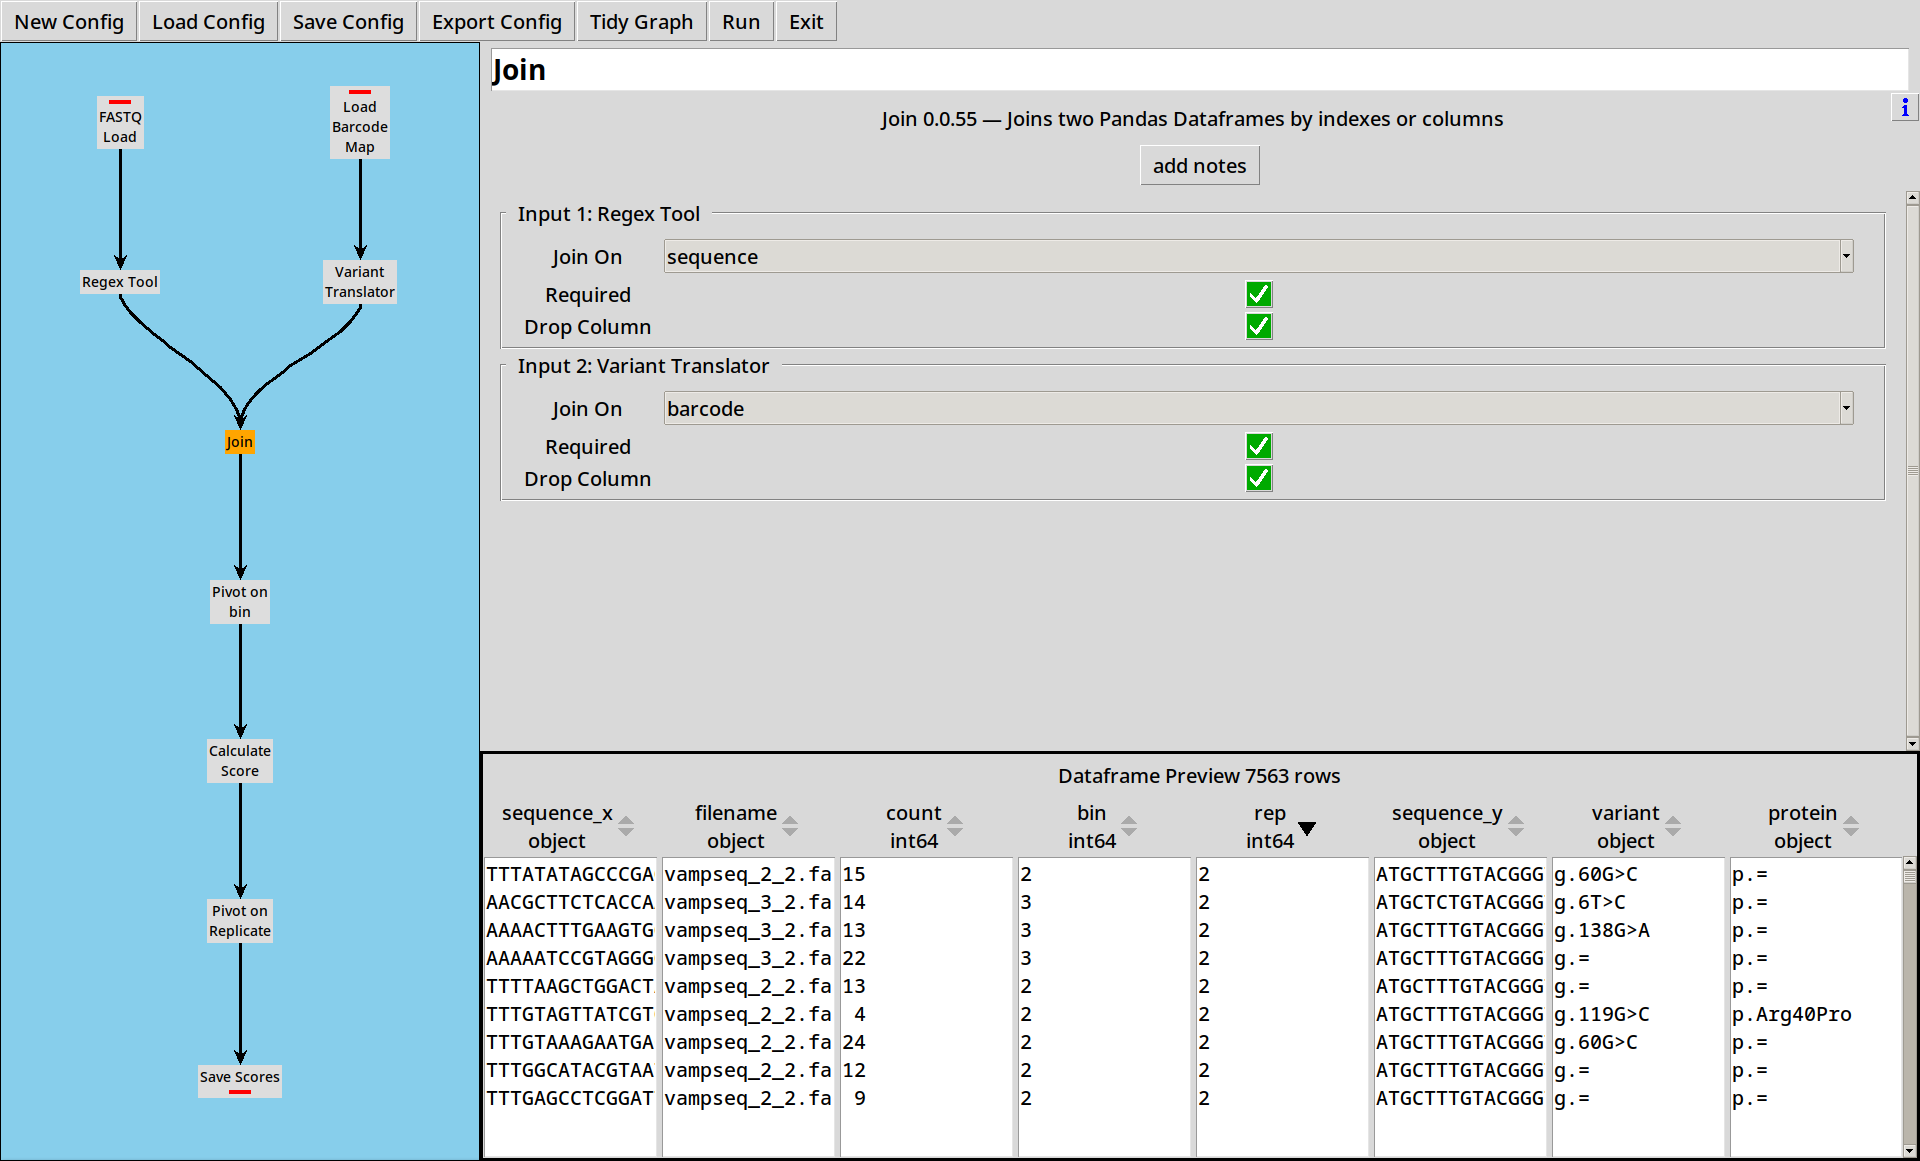 New Config Load Config Save Config Export Config Tidy Graph Run Exit
FASTQ
Load
Load
Barcode
Map
Regex Tool
Variant
Translator
Join
Pivot on
bin
Calculate
Score
Pivot on
Replicate
Save Scores
Join
i
Join 0.0.55 — Joins two Pandas Dataframes by indexes or columns
add notes
Input 1: Regex Tool
Join On sequence
Required
Drop Column
Input 2: Variant Translator
Join On barcode
Required
Drop Column
Dataframe Preview 7563 rows
sequence_x filename count bin rep sequence_y variant protein
object object int64 int64 int64 object object object
TTTATATAGCCCGA vampseq_2_2.fa 15 2 2 ATGCTTTGTACGGG g.60G>C p.=
AACGCTTCTCACCA vampseq_3_2.fa 14 3 2 ATGCTCTGTACGGG g.6T>C p.=
AAAACTTTGAAGTG vampseq_3_2.fa 13 3 2 ATGCTTTGTACGGG g.138G>A p.=
AAAAATCCGTAGGG vampseq_3_2.fa 22 3 2 ATGCTTTGTACGGG g.= p.=
TTTTAAGCTGGACT vampseq_2_2.fa 13 2 2 ATGCTTTGTACGGG g.= p.=
TTTGTAGTTATCGT vampseq_2_2.fa 4 2 2 ATGCTTTGTACGGG g.119G>C p.Arg40Pro
TTTGTAAAGAATGA vampseq_2_2.fa 24 2 2 ATGCTTTGTACGGG g.60G>C p.=
TTTGGCATACGTAA vampseq_2_2.fa 12 2 2 ATGCTTTGTACGGG g.= p.=
TTTGAGCCTCGGAT vampseq_2_2.fa 9 2 2 ATGCTTTGTACGGG g.= p.=